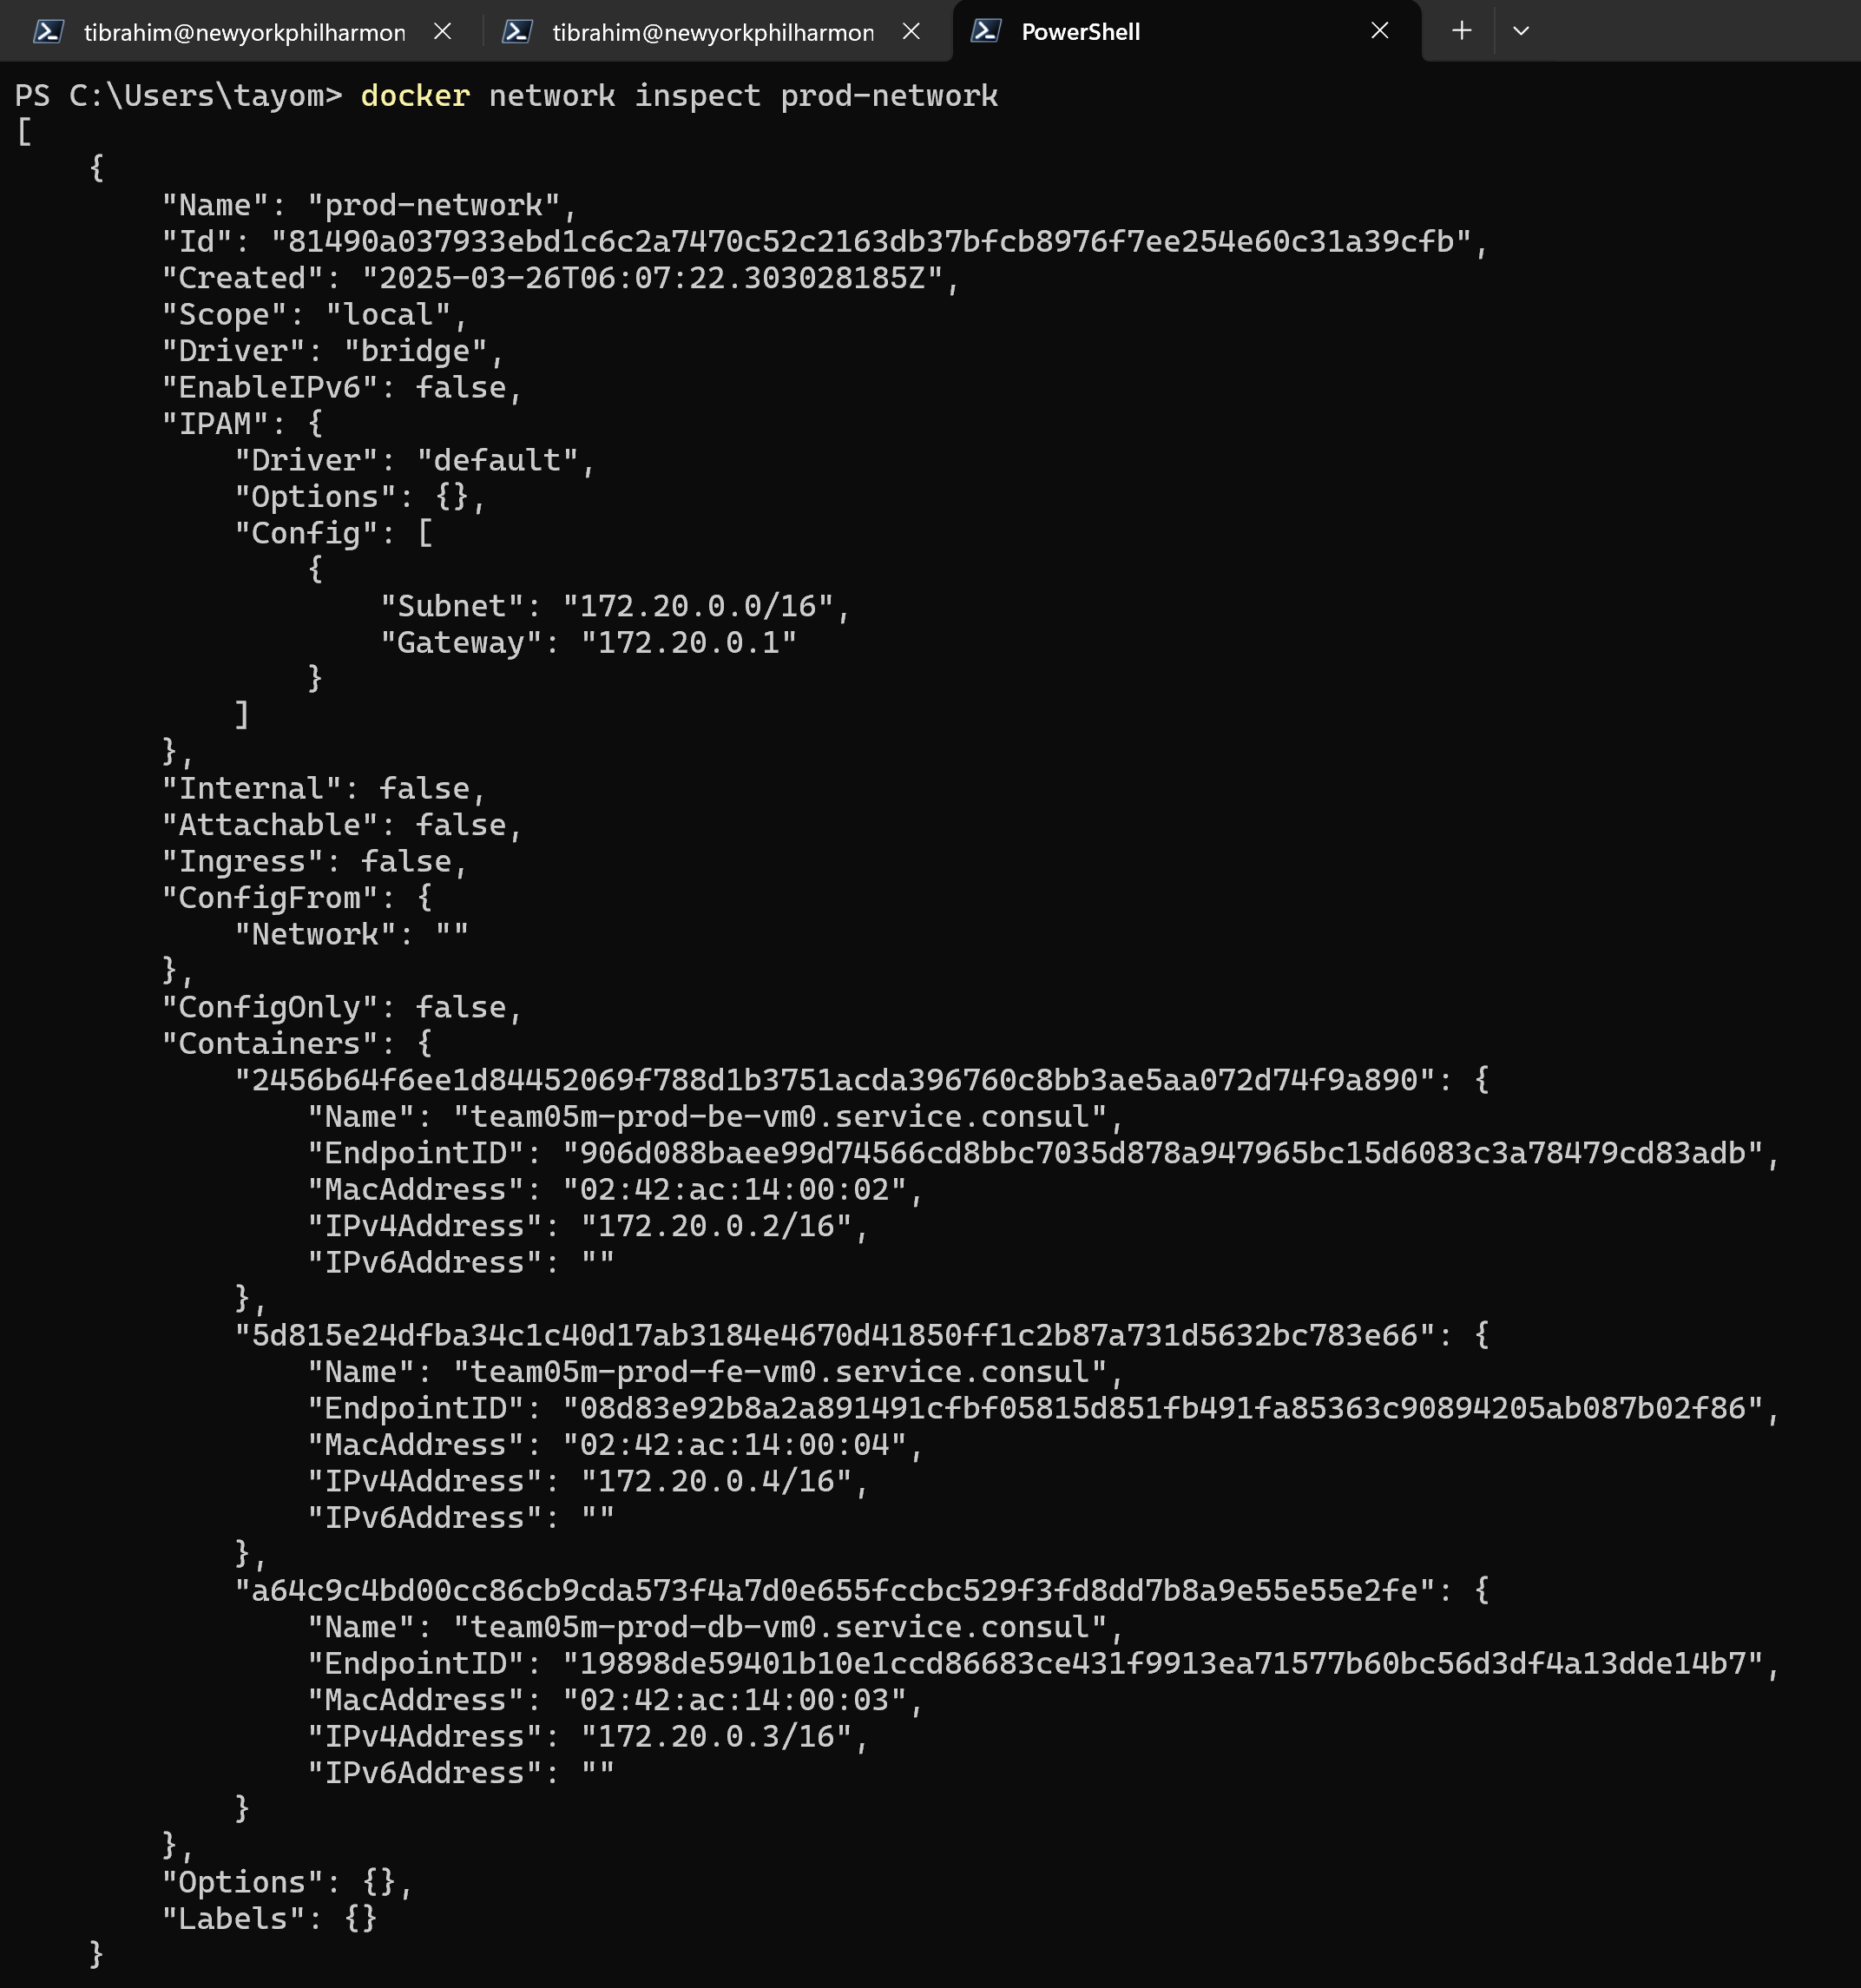 tibrahim@newyorkphilharmon
tibrahim@newyorkphilharmon
PowerShell
PS C:\Users\tayom> docker network inspect prod-network
[
    {
        "Name": "prod-network",
        "Id": "81490a037933ebd1c6c2a7470c52c2163db37bfcb8976f7ee254e60c31a39cfb",
        "Created": "2025-03-26T06:07:22.303028185Z",
        "Scope": "local",
        "Driver": "bridge",
        "EnableIPv6": false,
        "IPAM": {
            "Driver": "default",
            "Options": {},
            "Config": [
                {
                    "Subnet": "172.20.0.0/16",
                    "Gateway": "172.20.0.1"
                }
            ]
        },
        "Internal": false,
        "Attachable": false,
        "Ingress": false,
        "ConfigFrom": {
            "Network": ""
        },
        "ConfigOnly": false,
        "Containers": {
            "2456b64f6ee1d84452069f788d1b3751acda396760c8bb3ae5aa072d74f9a890": {
                "Name": "team05m-prod-be-vm0.service.consul",
                "EndpointID": "906d088baee99d74566cd8bbc7035d878a947965bc15d6083c3a78479cd83adb",
                "MacAddress": "02:42:ac:14:00:02",
                "IPv4Address": "172.20.0.2/16",
                "IPv6Address": ""
            },
            "5d815e24dfba34c1c40d17ab3184e4670d41850ff1c2b87a731d5632bc783e66": {
                "Name": "team05m-prod-fe-vm0.service.consul",
                "EndpointID": "08d83e92b8a2a891491cfbf05815d851fb491fa85363c90894205ab087b02f86",
                "MacAddress": "02:42:ac:14:00:04",
                "IPv4Address": "172.20.0.4/16",
                "IPv6Address": ""
            },
            "a64c9c4bd00cc86cb9cda573f4a7d0e655fccbc529f3fd8dd7b8a9e55e55e2fe": {
                "Name": "team05m-prod-db-vm0.service.consul",
                "EndpointID": "19898de59401b10e1ccd86683ce431f9913ea71577b60bc56d3df4a13dde14b7",
                "MacAddress": "02:42:ac:14:00:03",
                "IPv4Address": "172.20.0.3/16",
                "IPv6Address": ""
            }
        },
        "Options": {},
        "Labels": {}
    }